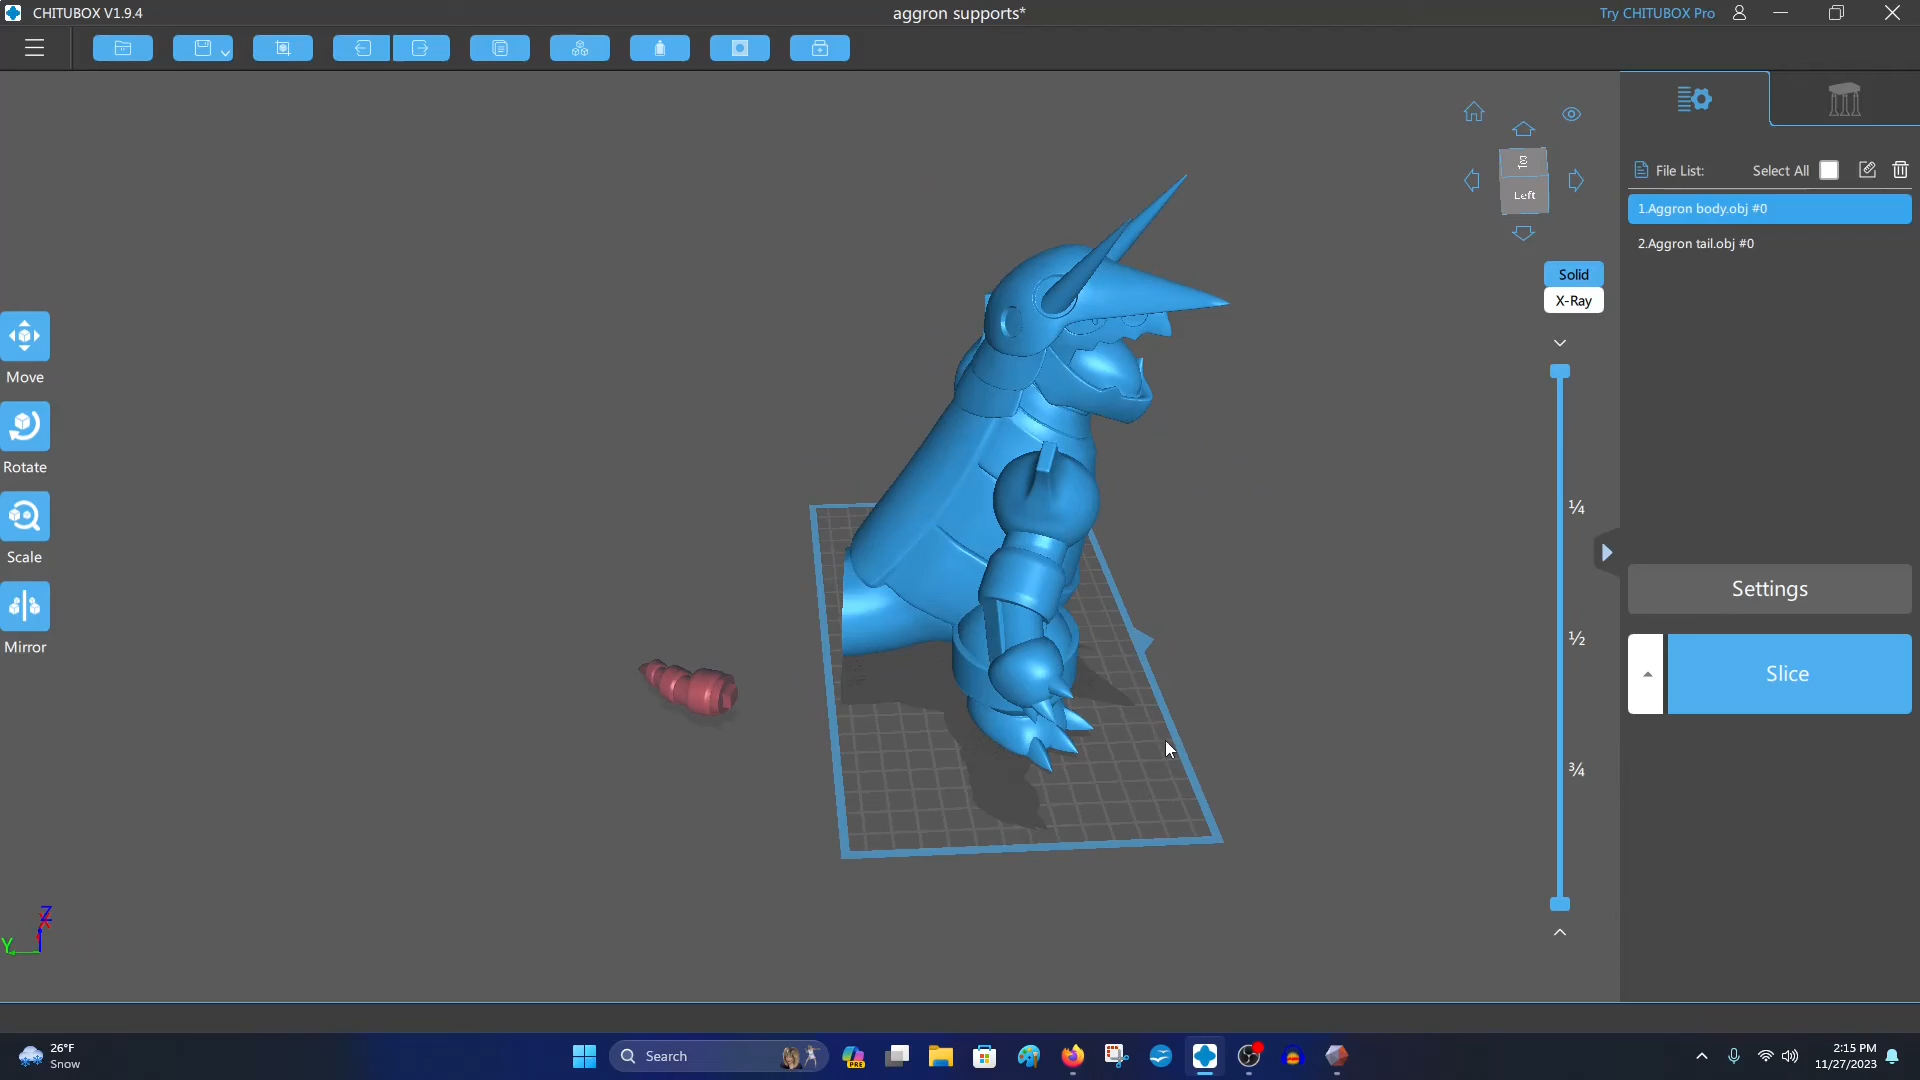 CHITUBOX V1.9.4
aggron supports*
Try CHITUBOX Pro
File List:
Select All
1.Aggron body.obj #0
2.Aggron tail.obj #0
Left
Solid
X-Ray
Move
Rotate
Scale
Mirror
¼
½
¾
Settings
Slice
Z
X
Y
26°F
Snow
Search
PRE
2:15 PM
11/27/2023